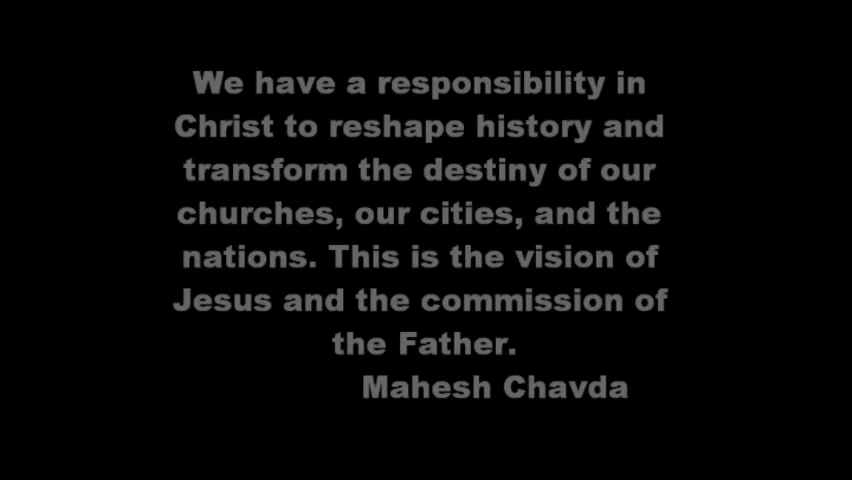 We have a responsibility in
Christ to reshape history and
transform the destiny of our
churches, our cities, and the
nations. This is the vision of
Jesus and the commission of
the Father.
Mahesh Chavda